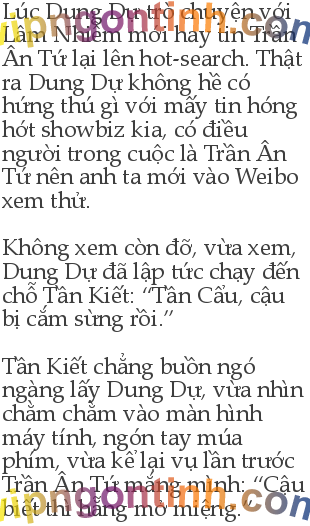 Lúc Dung Dự trò chuyện với
Lâm Nhiễm mới hay tin Trần
Ân Tứ lại lên hot-search. Thật
ra Dung Dự không hề có
hứng thú gì với mấy tin hóng
hớt showbiz kia, có điều
người trong cuộc là Trần Ân
Tứ nên anh ta mới vào Weibo
xem thử.
Không xem còn đỡ, vừa xem,
Dung Dự đã lập tức chạy đến
chỗ Tần Kiết: “Tần Cẩu, cậu
bị cắm sừng rồi.”
Tần Kiết chẳng buồn ngó
ngàng lấy Dung Dự, vừa nhìn
chằm chằm vào màn hình
máy tính, ngón tay múa
phím, vừa kể lại vụ lần trước
Trần Ân Tứ mắng mình: “Cậu
biết thì hẵng mở miệng.”